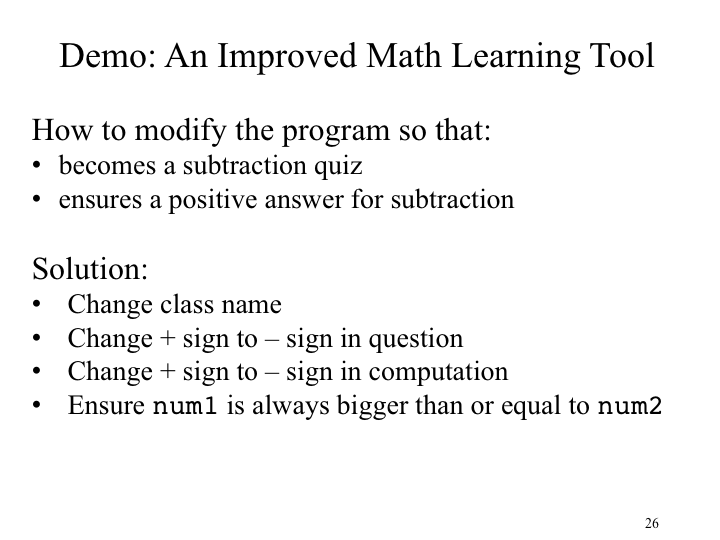 Demo: An Improved Math Learning Tool
How to modify the program so that:
• becomes a subtraction quiz
• ensures a positive answer for subtraction
Solution:
• Change class name
• Change + sign to – sign in question
• Change + sign to – sign in computation
• Ensure num1 is always bigger than or equal to num2
26